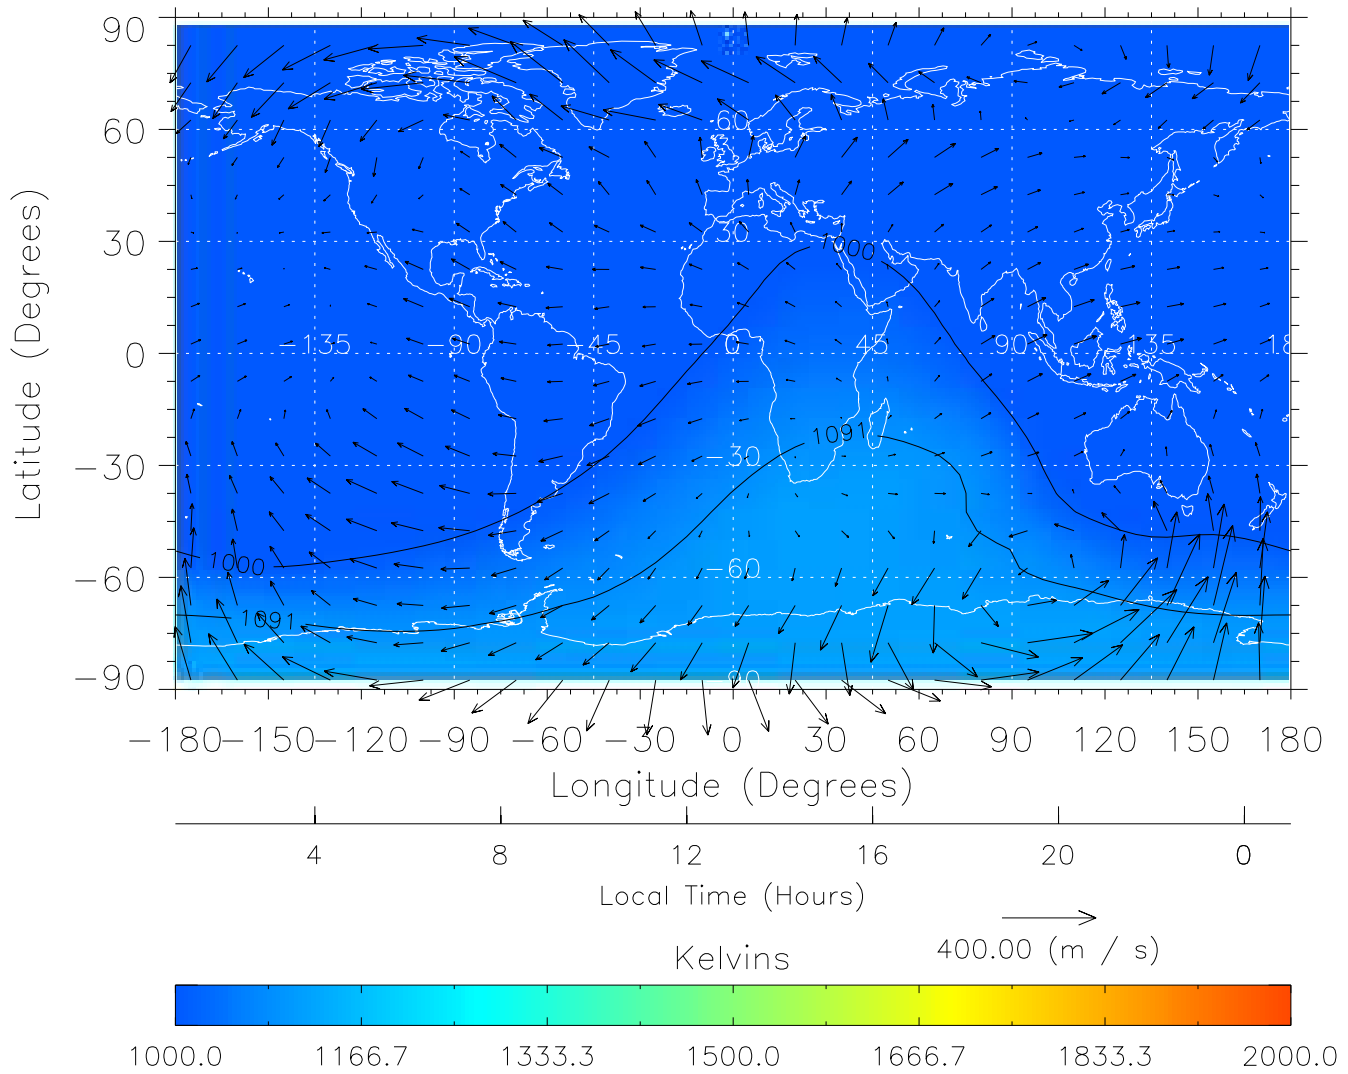 90
60
30
0
−30
−60
−90
Latitude (Degrees)
60
30
1000
−135 −90 −45 0 45 90 135 18
1091
−30
1000
−60
1091
−90
−180 −150 −120 −90 −60 −30 0 30 60 90 120 150 180
Longitude (Degrees)
4 8 12 16 20 0
Local Time (Hours)
400.00 (m / s)
Kelvins
1000.0 1166.7 1333.3 1500.0 1666.7 1833.3 2000.0